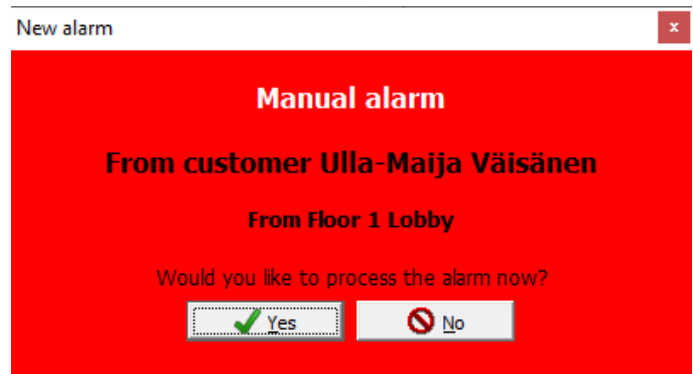 New alarm
x
Manual alarm
From customer Ulla-Maija Väisänen
From Floor 1 Lobby
Would you like to process the alarm now?
Yes No